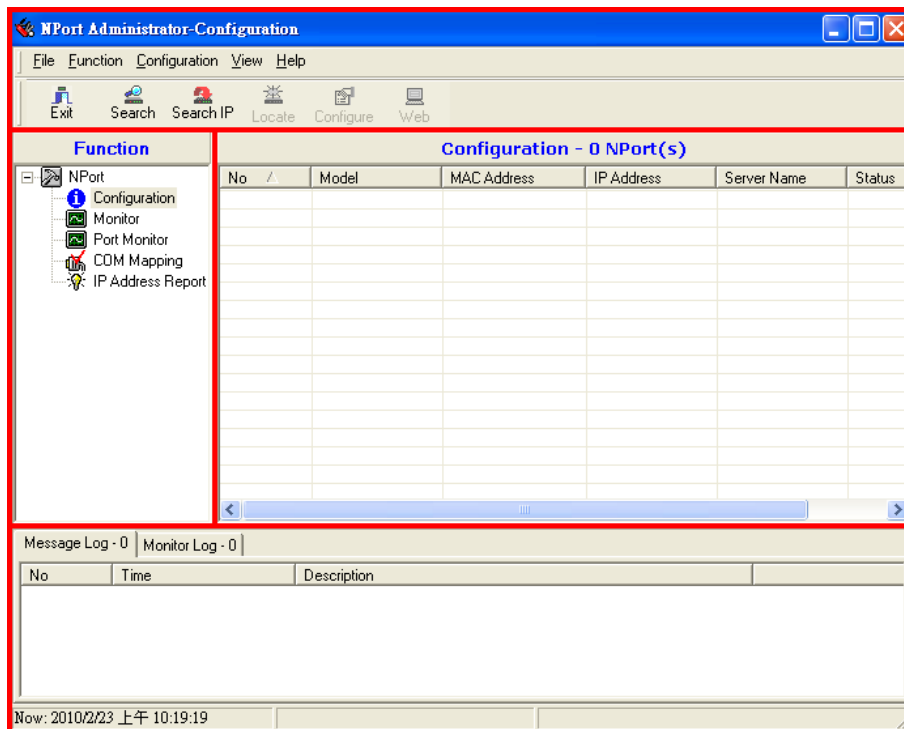 NPort Administrator-Configuration
File Function Configuration View Help
Exit Search Search IP Locate Configure Web
Function
NPort
Configuration
Monitor
Port Monitor
COM Mapping
IP Address Report
Configuration - 0 NPort(s)
No Model MAC Address IP Address Server Name Status
Message Log - 0 Monitor Log - 0
No Time Description
Now: 2010/2/23 上午 10:19:19